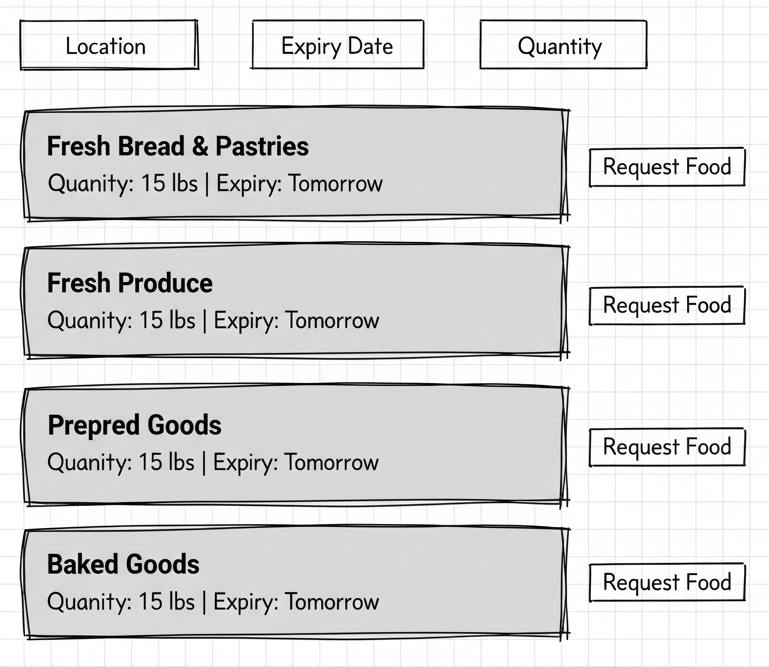 Location
Expiry Date
Quantity
Fresh Bread & Pastries
Quanity: 15 lbs | Expiry: Tomorrow
Request Food
Fresh Produce
Quanity: 15 lbs | Expiry: Tomorrow
Request Food
Prepred Goods
Quanity: 15 lbs | Expiry: Tomorrow
Request Food
Baked Goods
Quanity: 15 lbs | Expiry: Tomorrow
Request Food